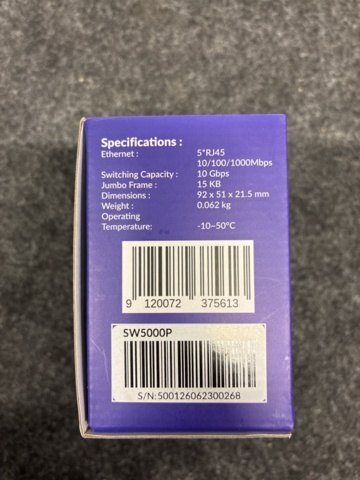 Specifications :
Ethernet : 5*RJ45
10/100/1000Mbps
Switching Capacity : 10 Gbps
Jumbo Frame : 15 KB
Dimensions : 92 x 51 x 21.5 mm
Weight : 0.062 kg
Operating
Temperature: -10~50°C
9 120072 375613
SW5000P
S/N:500126062300268